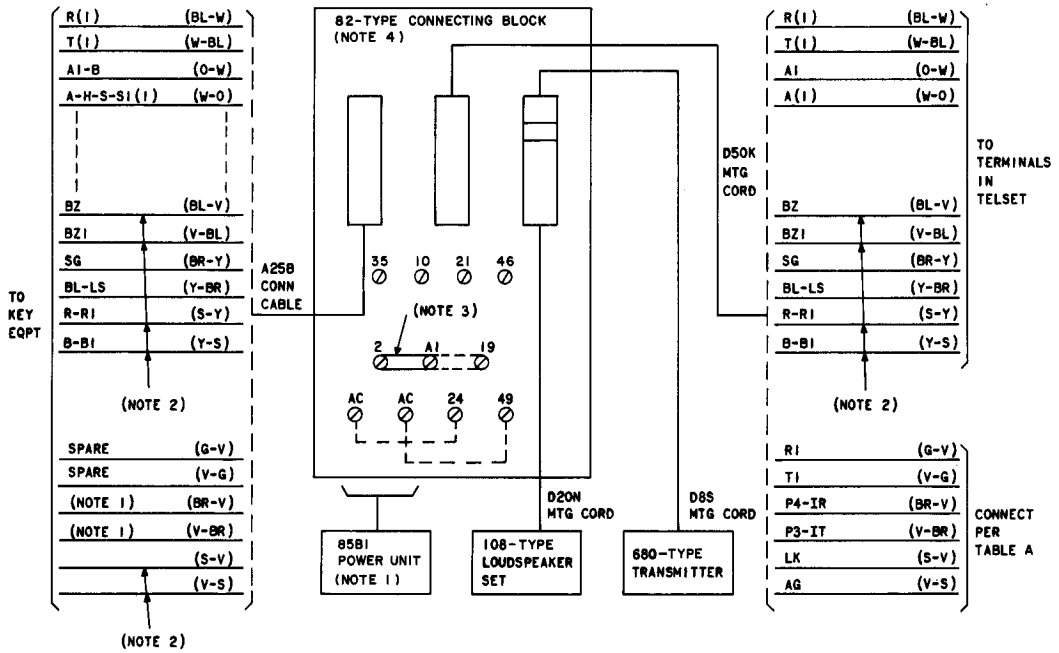 R(1) (BL-W)
T(1) (W-BL)
A1-B (O-W)
A-H-S-S1(1) (W-O)
BZ (BL-V)
BZ1 (V-BL)
SG (BR-Y)
BL-LS (Y-BR)
R-R1 (S-Y)
B-B1 (Y-S)
TO
KEY
EQPT
(NOTE 2)
SPARE (G-V)
SPARE (V-G)
(NOTE 1) (BR-V)
(NOTE 1) (V-BR)
(S-V)
(V-S)
(NOTE 2)
A25B
CONN
CABLE
82-TYPE CONNECTING BLOCK
(NOTE 4)
35 10 21 46
(NOTE 3)
2 A1 19
AC AC 24 49
85B1
POWER UNIT
(NOTE 1)
D20N
MTG CORD
108-TYPE
LOUDSPEAKER
SET
D8S
MTG CORD
680-TYPE
TRANSMITTER
D50K
MTG
CORD
R(1) (BL-W)
T(1) (W-BL)
A1 (O-W)
A(1) (W-O)
BZ (BL-V)
BZ1 (V-BL)
SG (BR-Y)
BL-LS (Y-BR)
R-R1 (S-Y)
B-B1 (Y-S)
TO
TERMINALS
IN
TELSET
(NOTE 2)
R1 (G-V)
T1 (V-G)
P4-IR (BR-V)
P3-IT (V-BR)
LK (S-V)
AG (V-S)
CONNECT
PER
TABLE A